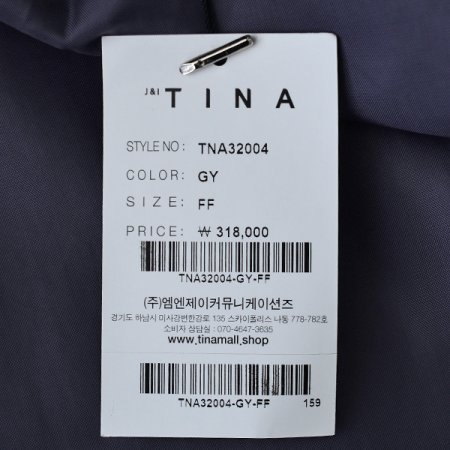 J&I TINA
STYLE NO : TNA32004
COLOR: GY
SIZE: FF
PRICE: ₩ 318,000
TNA32004-GY-FF
(주)엠엔제이커뮤니케이션즈
경기도 하남시 미사강변한강로 135 스카이폴리스 나동 778-782호
소비자 상담실 : 070-4647-3635
www.tinamall.shop
TNA32004-GY-FF 159